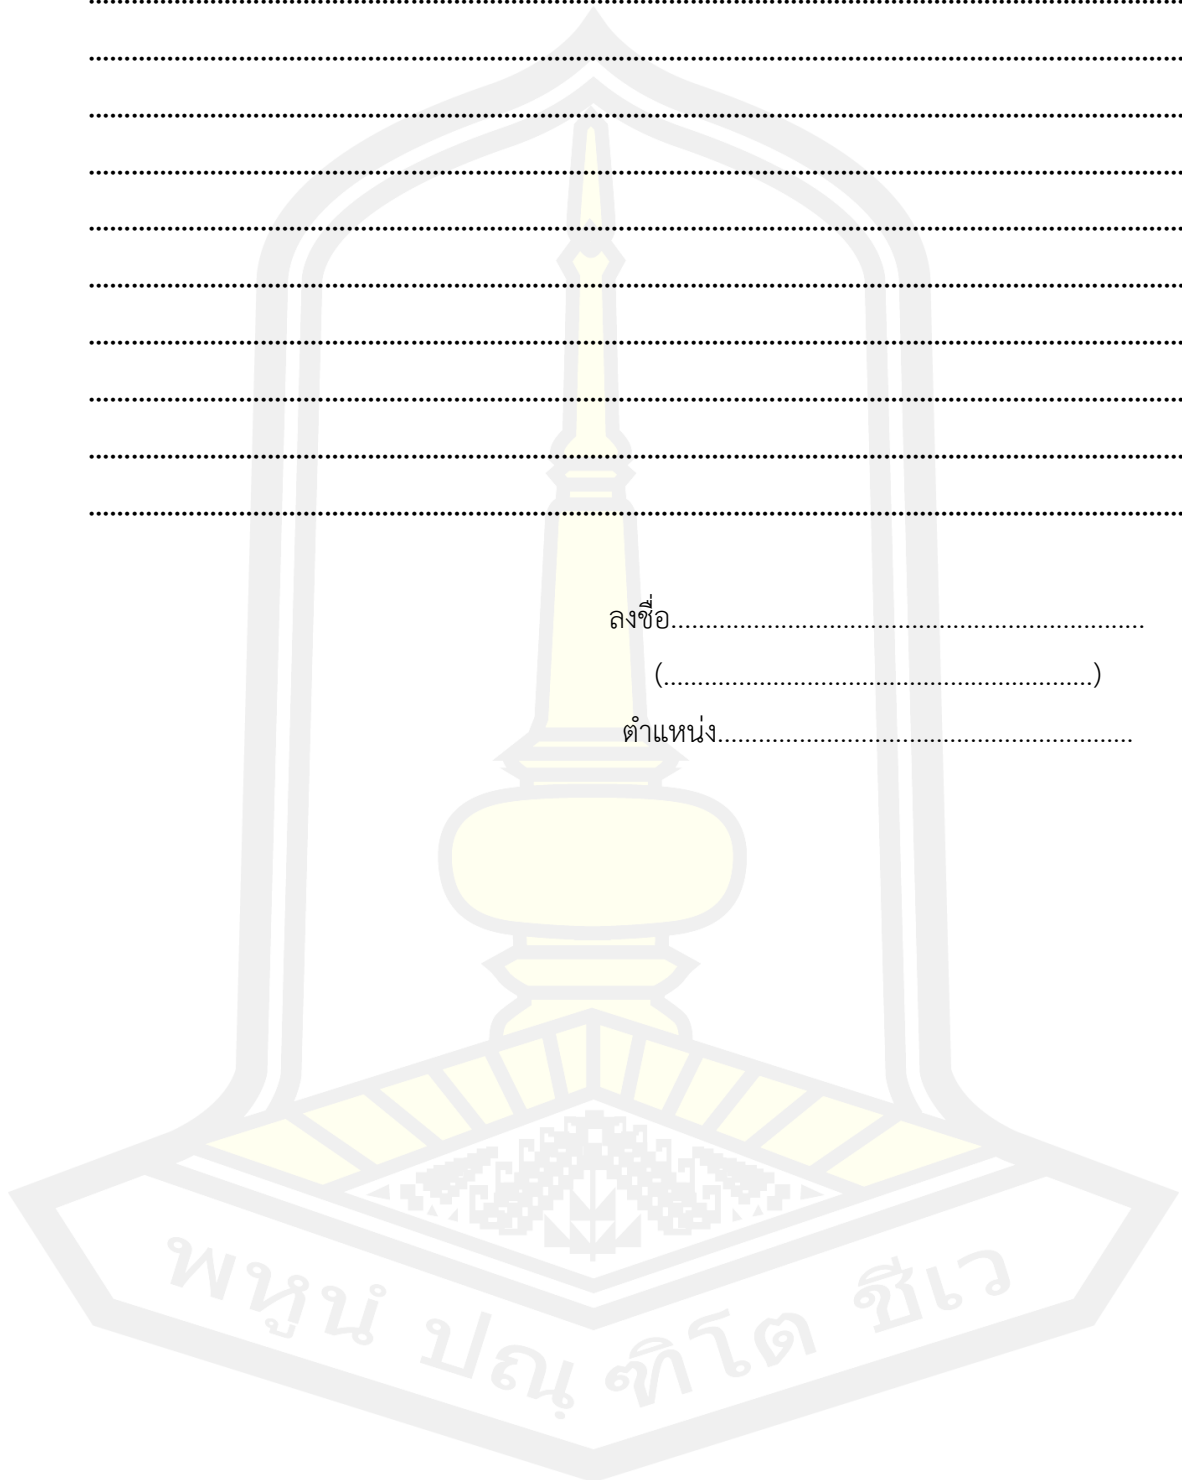 ลงชื่อ....................................................................
(..............................................................)
ตำแหน่ง............................................................
พหูนํ ปณฺฑิโต ชีเว